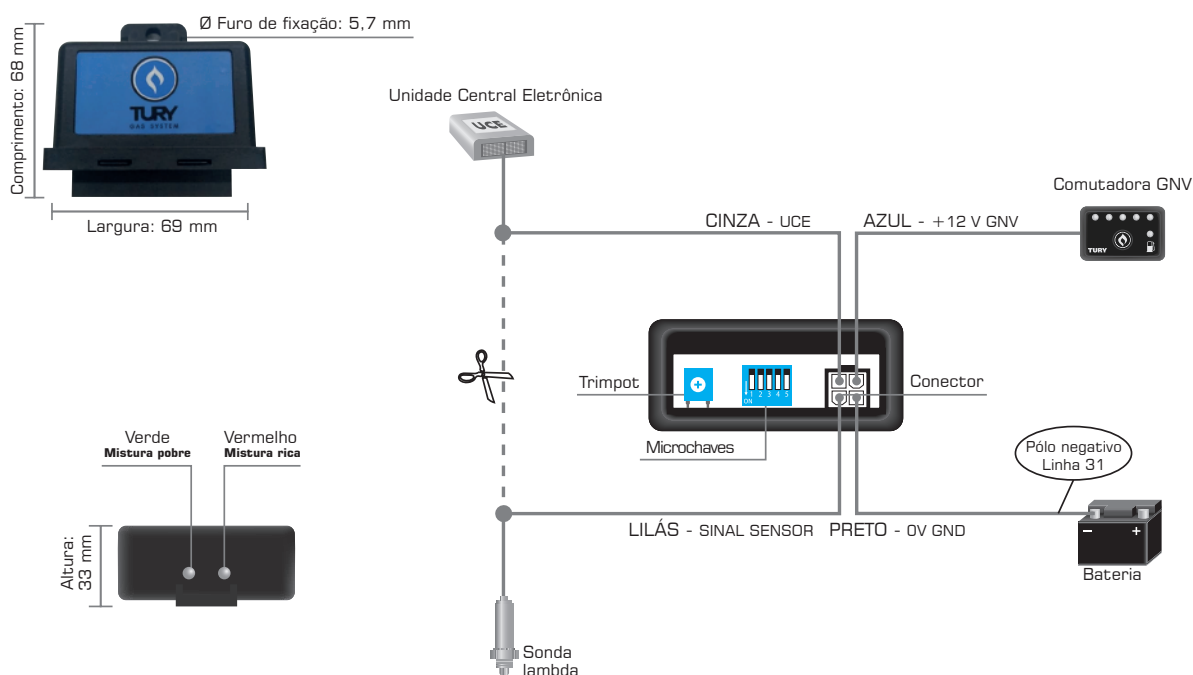 Ø Furo de fixação: 5,7 mm
Comprimento: 68 mm
TURY
GAS SYSTEM
Largura: 69 mm
Unidade Central Eletrônica
UCE
Comutadora GNV
TURY
CINZA - UCE
AZUL - +12 V GNV
Trimpot
1 2 3 4 5
ON
Conector
Microchaves
Verde
Mistura pobre
Vermelho
Mistura rica
Altura:
33 mm
Pólo negativo
Linha 31
LILÁS - SINAL SENSOR
PRETO - 0V GND
- +
Bateria
Sonda
lambda